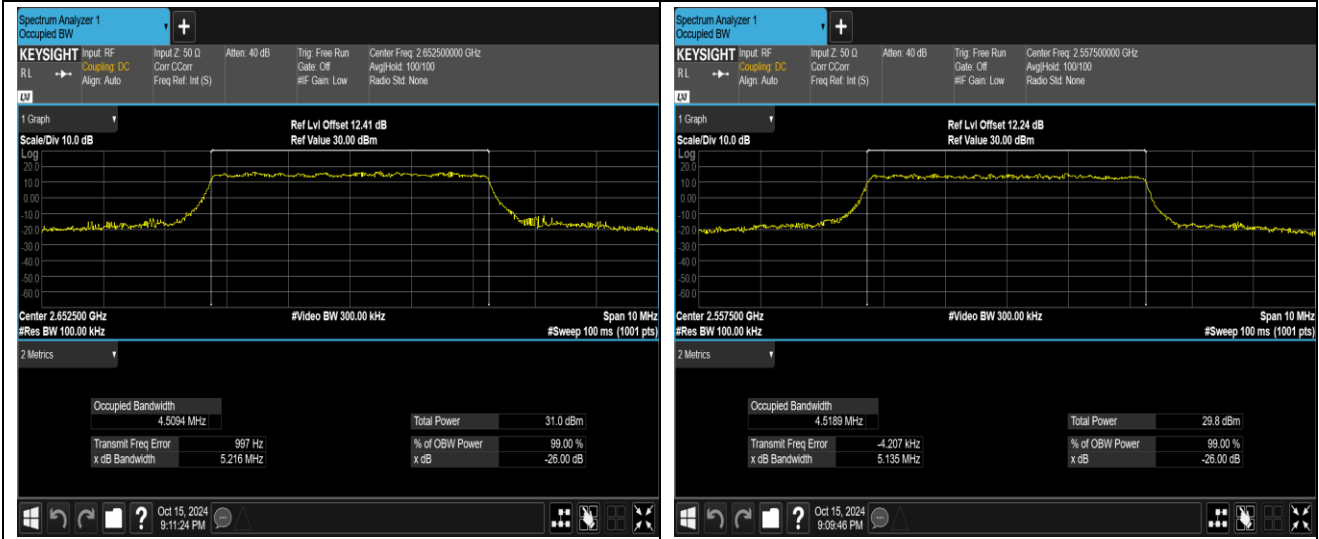 Spectrum Analyzer 1
Occupied BW
+
KEYSIGHT Input: RF Input Z: 50 Ω Atten: 40 dB Trig: Free Run Center Freq: 2.652500000 GHz
RL Coupling: DC Corr CCorr Gate: Off Avg|Hold: 100/100
Align: Auto Freq Ref: Int (S) #IF Gain: Low Radio Std: None
LXI
1 Graph
Ref Lvl Offset 12.41 dB
Scale/Div 10.0 dB Ref Value 30.00 dBm
Log
20.0
10.0
0.00
-10.0
-20.0
-30.0
-40.0
-50.0
-60.0
Center 2.652500 GHz #Video BW 300.00 kHz Span 10 MHz
#Res BW 100.00 kHz #Sweep 100 ms (1001 pts)
2 Metrics
Occupied Bandwidth
4.5094 MHz Total Power 31.0 dBm
Transmit Freq Error 997 Hz % of OBW Power 99.00 %
x dB Bandwidth 5.216 MHz x dB -26.00 dB
? Oct 15, 2024
9:11:24 PM
Spectrum Analyzer 1
Occupied BW
+
KEYSIGHT Input: RF Input Z: 50 Ω Atten: 40 dB Trig: Free Run Center Freq: 2.557500000 GHz
RL Coupling: DC Corr CCorr Gate: Off Avg|Hold: 100/100
Align: Auto Freq Ref: Int (S) #IF Gain: Low Radio Std: None
LXI
1 Graph
Ref Lvl Offset 12.24 dB
Scale/Div 10.0 dB Ref Value 30.00 dBm
Log
20.0
10.0
0.00
-10.0
-20.0
-30.0
-40.0
-50.0
-60.0
Center 2.557500 GHz #Video BW 300.00 kHz Span 10 MHz
#Res BW 100.00 kHz #Sweep 100 ms (1001 pts)
2 Metrics
Occupied Bandwidth
4.5189 MHz Total Power 29.8 dBm
Transmit Freq Error -4.207 kHz % of OBW Power 99.00 %
x dB Bandwidth 5.135 MHz x dB -26.00 dB
? Oct 15, 2024
9:09:46 PM